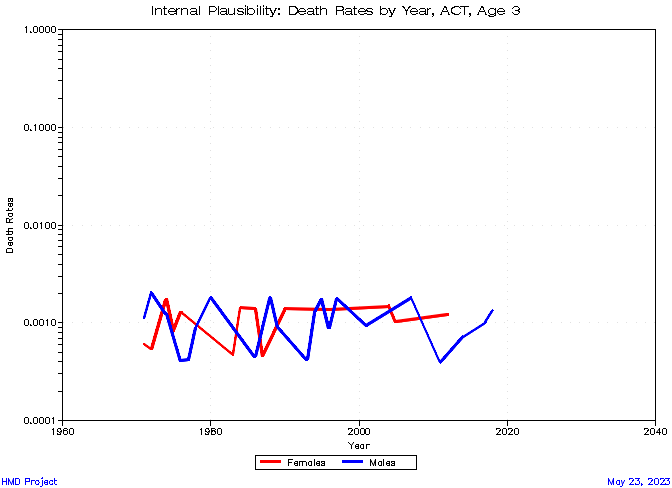 Internal Plausibility: Death Rates by Year, ACT, Age 3
1.0000
0.1000
0.0100
0.0010
0.0001
Death Rates
1960 1980 2000 2020 2040
Year
Females Males
HMD Project May 23, 2023